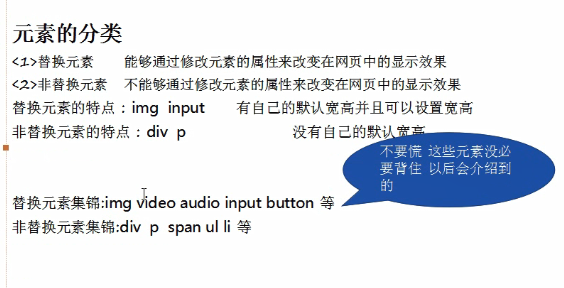 元素的分类
<1>替换元素 能够通过修改元素的属性来改变在网页中的显示效果
<2>非替换元素 不能够通过修改元素的属性来改变在网页中的显示效果
替换元素的特点：img input 有自己的默认宽高并且可以设置宽高
非替换元素的特点：div p 没有自己的默认宽高
不要慌 这些元素没必
要背住 以后会介绍到
的
替换元素集锦:img video audio input button 等
非替换元素集锦:div p span ul li 等